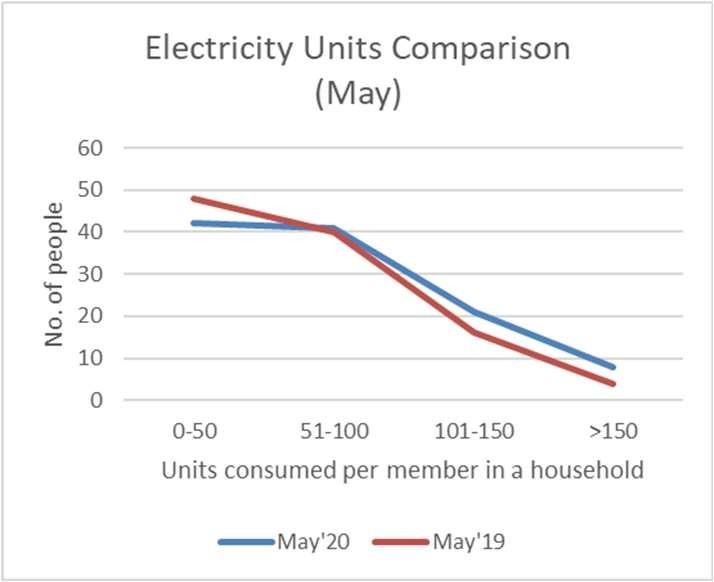 Electricity Units Comparison
(May)
60
50
40
30
20
10
0
No. of people
0-50 51-100 101-150 >150
Units consumed per member in a household
May'20 May'19